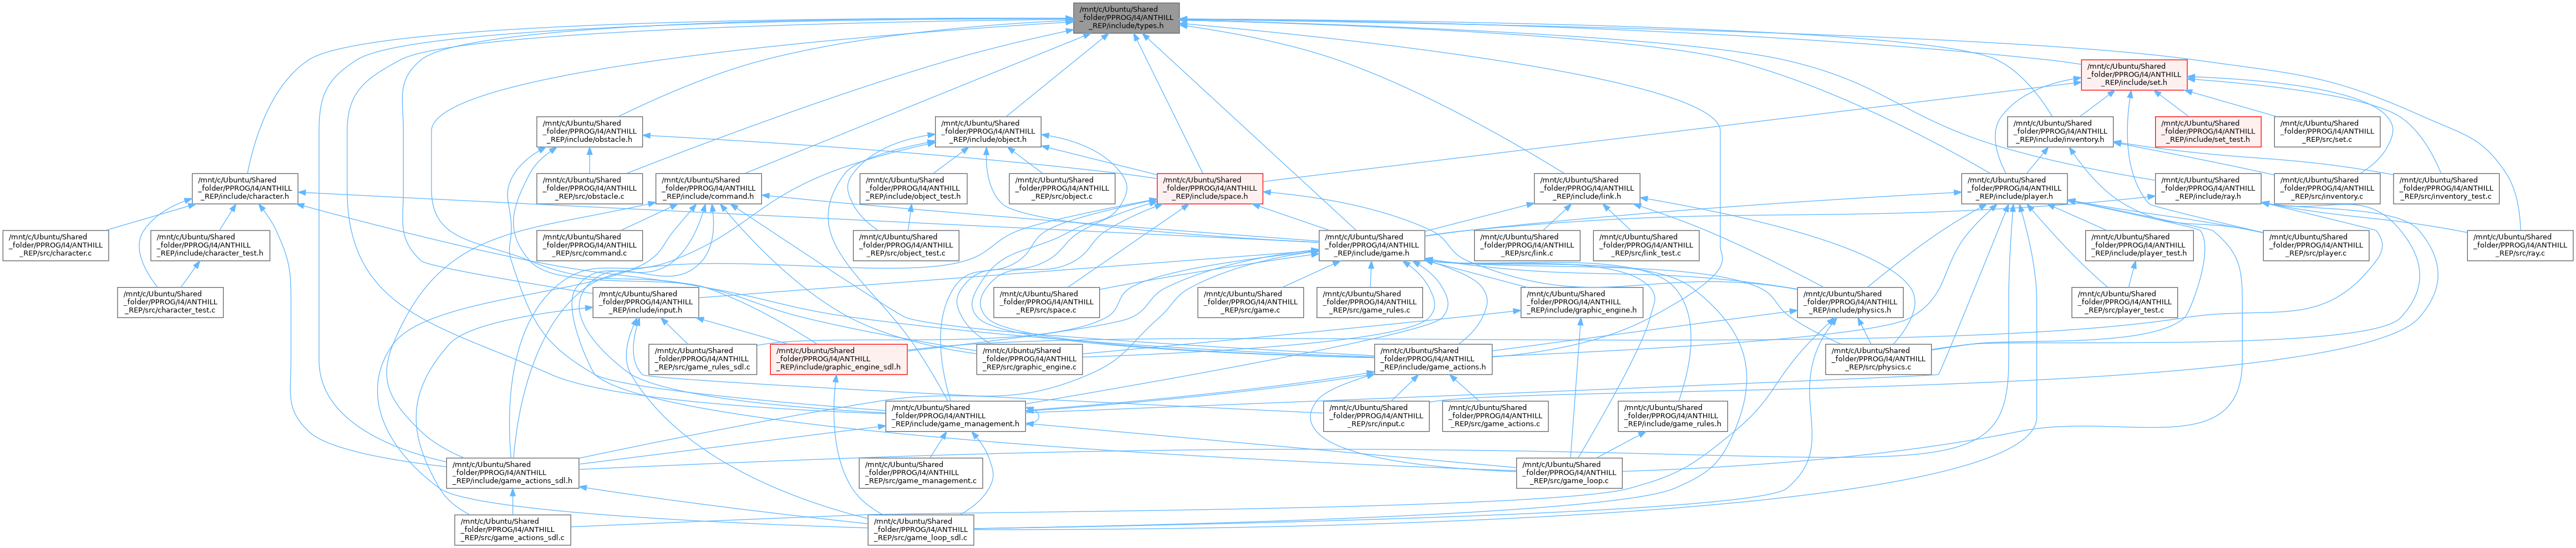 /mnt/c/Ubuntu/Shared
_folder/PPROG/I4/ANTHILL
_REP/include/types.h
/mnt/c/Ubuntu/Shared
_folder/PPROG/I4/ANTHILL
_REP/include/set.h
/mnt/c/Ubuntu/Shared
_folder/PPROG/I4/ANTHILL
_REP/include/obstacle.h
/mnt/c/Ubuntu/Shared
_folder/PPROG/I4/ANTHILL
_REP/include/object.h
/mnt/c/Ubuntu/Shared
_folder/PPROG/I4/ANTHILL
_REP/include/inventory.h
/mnt/c/Ubuntu/Shared
_folder/PPROG/I4/ANTHILL
_REP/include/set_test.h
/mnt/c/Ubuntu/Shared
_folder/PPROG/I4/ANTHILL
_REP/src/set.c
/mnt/c/Ubuntu/Shared
_folder/PPROG/I4/ANTHILL
_REP/include/character.h
/mnt/c/Ubuntu/Shared
_folder/PPROG/I4/ANTHILL
_REP/src/obstacle.c
/mnt/c/Ubuntu/Shared
_folder/PPROG/I4/ANTHILL
_REP/include/command.h
/mnt/c/Ubuntu/Shared
_folder/PPROG/I4/ANTHILL
_REP/include/object_test.h
/mnt/c/Ubuntu/Shared
_folder/PPROG/I4/ANTHILL
_REP/src/object.c
/mnt/c/Ubuntu/Shared
_folder/PPROG/I4/ANTHILL
_REP/include/space.h
/mnt/c/Ubuntu/Shared
_folder/PPROG/I4/ANTHILL
_REP/include/link.h
/mnt/c/Ubuntu/Shared
_folder/PPROG/I4/ANTHILL
_REP/include/player.h
/mnt/c/Ubuntu/Shared
_folder/PPROG/I4/ANTHILL
_REP/include/ray.h
/mnt/c/Ubuntu/Shared
_folder/PPROG/I4/ANTHILL
_REP/src/inventory.c
/mnt/c/Ubuntu/Shared
_folder/PPROG/I4/ANTHILL
_REP/src/inventory_test.c
/mnt/c/Ubuntu/Shared
_folder/PPROG/I4/ANTHILL
_REP/src/character.c
/mnt/c/Ubuntu/Shared
_folder/PPROG/I4/ANTHILL
_REP/include/character_test.h
/mnt/c/Ubuntu/Shared
_folder/PPROG/I4/ANTHILL
_REP/src/command.c
/mnt/c/Ubuntu/Shared
_folder/PPROG/I4/ANTHILL
_REP/src/object_test.c
/mnt/c/Ubuntu/Shared
_folder/PPROG/I4/ANTHILL
_REP/include/game.h
/mnt/c/Ubuntu/Shared
_folder/PPROG/I4/ANTHILL
_REP/src/link.c
/mnt/c/Ubuntu/Shared
_folder/PPROG/I4/ANTHILL
_REP/src/link_test.c
/mnt/c/Ubuntu/Shared
_folder/PPROG/I4/ANTHILL
_REP/include/player_test.h
/mnt/c/Ubuntu/Shared
_folder/PPROG/I4/ANTHILL
_REP/src/player.c
/mnt/c/Ubuntu/Shared
_folder/PPROG/I4/ANTHILL
_REP/src/ray.c
/mnt/c/Ubuntu/Shared
_folder/PPROG/I4/ANTHILL
_REP/src/character_test.c
/mnt/c/Ubuntu/Shared
_folder/PPROG/I4/ANTHILL
_REP/include/input.h
/mnt/c/Ubuntu/Shared
_folder/PPROG/I4/ANTHILL
_REP/src/space.c
/mnt/c/Ubuntu/Shared
_folder/PPROG/I4/ANTHILL
_REP/src/game.c
/mnt/c/Ubuntu/Shared
_folder/PPROG/I4/ANTHILL
_REP/src/game_rules.c
/mnt/c/Ubuntu/Shared
_folder/PPROG/I4/ANTHILL
_REP/include/graphic_engine.h
/mnt/c/Ubuntu/Shared
_folder/PPROG/I4/ANTHILL
_REP/include/physics.h
/mnt/c/Ubuntu/Shared
_folder/PPROG/I4/ANTHILL
_REP/src/player_test.c
/mnt/c/Ubuntu/Shared
_folder/PPROG/I4/ANTHILL
_REP/src/game_rules_sdl.c
/mnt/c/Ubuntu/Shared
_folder/PPROG/I4/ANTHILL
_REP/include/graphic_engine_sdl.h
/mnt/c/Ubuntu/Shared
_folder/PPROG/I4/ANTHILL
_REP/src/graphic_engine.c
/mnt/c/Ubuntu/Shared
_folder/PPROG/I4/ANTHILL
_REP/include/game_actions.h
/mnt/c/Ubuntu/Shared
_folder/PPROG/I4/ANTHILL
_REP/src/physics.c
/mnt/c/Ubuntu/Shared
_folder/PPROG/I4/ANTHILL
_REP/include/game_management.h
/mnt/c/Ubuntu/Shared
_folder/PPROG/I4/ANTHILL
_REP/src/input.c
/mnt/c/Ubuntu/Shared
_folder/PPROG/I4/ANTHILL
_REP/src/game_actions.c
/mnt/c/Ubuntu/Shared
_folder/PPROG/I4/ANTHILL
_REP/include/game_rules.h
/mnt/c/Ubuntu/Shared
_folder/PPROG/I4/ANTHILL
_REP/include/game_actions_sdl.h
/mnt/c/Ubuntu/Shared
_folder/PPROG/I4/ANTHILL
_REP/src/game_management.c
/mnt/c/Ubuntu/Shared
_folder/PPROG/I4/ANTHILL
_REP/src/game_loop.c
/mnt/c/Ubuntu/Shared
_folder/PPROG/I4/ANTHILL
_REP/src/game_actions_sdl.c
/mnt/c/Ubuntu/Shared
_folder/PPROG/I4/ANTHILL
_REP/src/game_loop_sdl.c